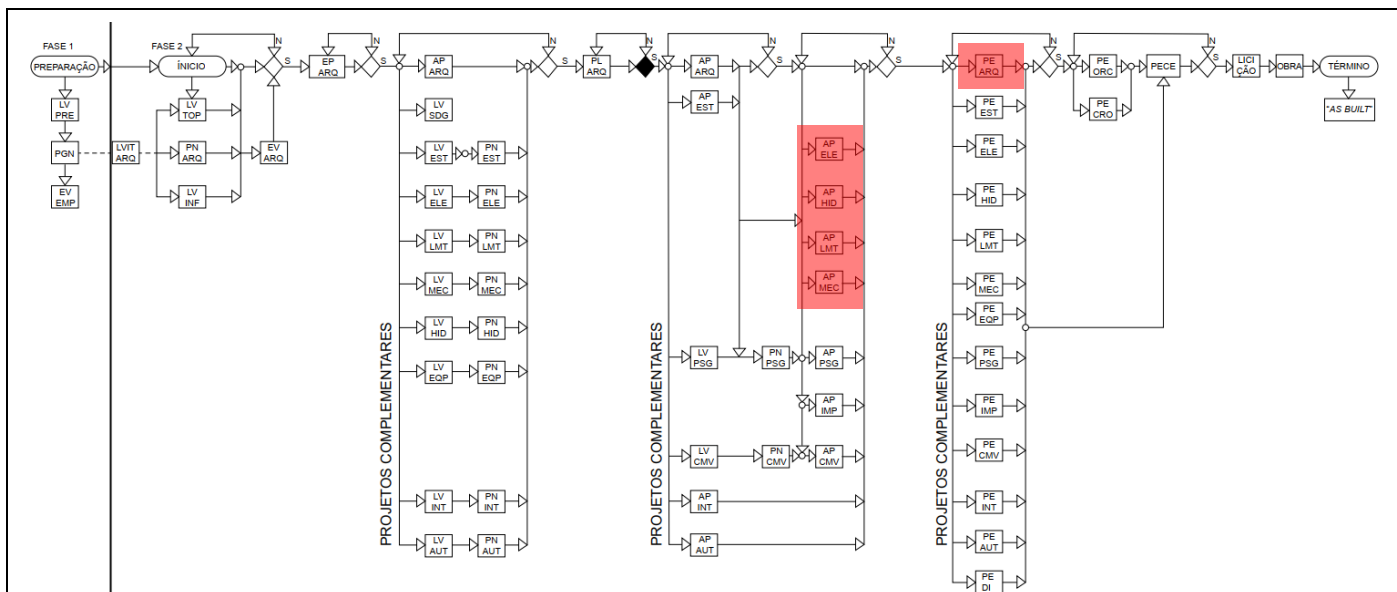 FASE 1
PREPARAÇÃO
LV
PRE
PGN
EV
EMP
LVIT
ARQ
FASE 2
ÍNICIO
LV
TOP
PN
ARQ
LV
INF
EV
ARQ
N
S
EP
ARQ
N
S
PROJETOS COMPLEMENTARES
AP
ARQ
LV
SDG
LV
EST
PN
EST
LV
ELE
PN
ELE
LV
LMT
PN
LMT
LV
MEC
PN
MEC
LV
HID
PN
HID
LV
EQP
PN
EQP
LV
INT
PN
INT
LV
AUT
PN
AUT
N
S
PL
ARQ
N
S
PROJETOS COMPLEMENTARES
AP
ARQ
AP
EST
N
S
LV
PSG
PN
PSG
LV
CMV
PN
CMV
AP
INT
AP
AUT
AP
ELE
AP
HID
AP
LMT
AP
MEC
AP
PSG
AP
IMP
AP
CMV
N
S
PROJETOS COMPLEMENTARES
PE
ARQ
PE
EST
PE
ELE
PE
HID
PE
LMT
PE
MEC
PE
EQP
PE
PSG
PE
IMP
PE
CMV
PE
INT
PE
AUT
PE
DI
N
S
PE
ORC
PE
CRO
PECE
N
S
LICI
ÇÃO
OBRA
TÉRMINO
"AS BUILT"